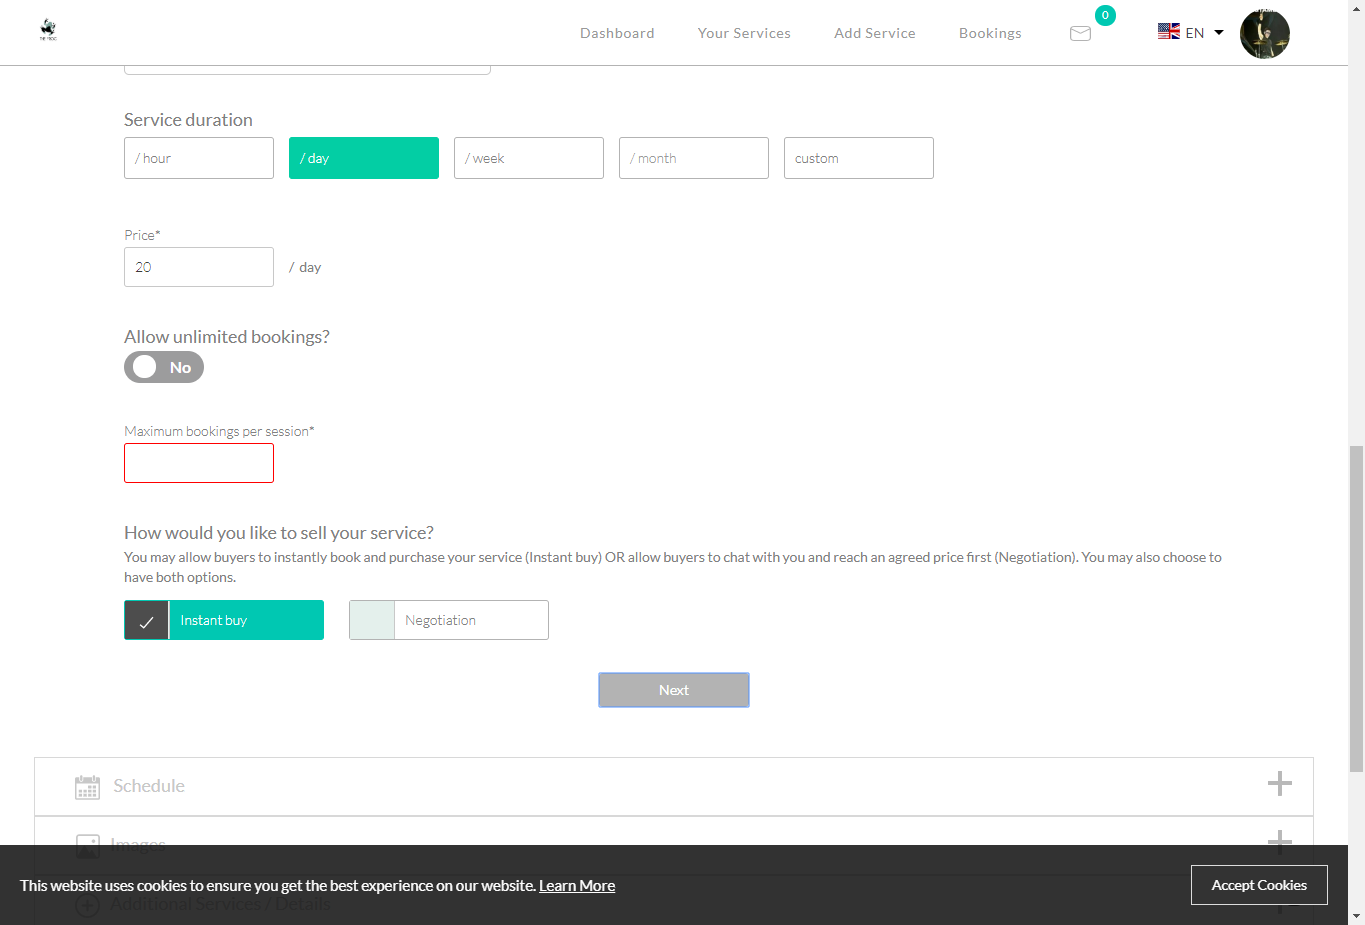 Dashboard
Your Services
Add Service
Bookings
0
EN
Service duration
/ hour
/ day
/ week
/ month
custom
Price*
20
/ day
Allow unlimited bookings?
No
Maximum bookings per session*
How would you like to sell your service?
You may allow buyers to instantly book and purchase your service (Instant buy) OR allow buyers to chat with you and reach an agreed price first (Negotiation). You may also choose to
have both options.
Instant buy
Negotiation
Next
Schedule
Images
This website uses cookies to ensure you get the best experience on our website. Learn More
Accept Cookies
Additional Services / Details